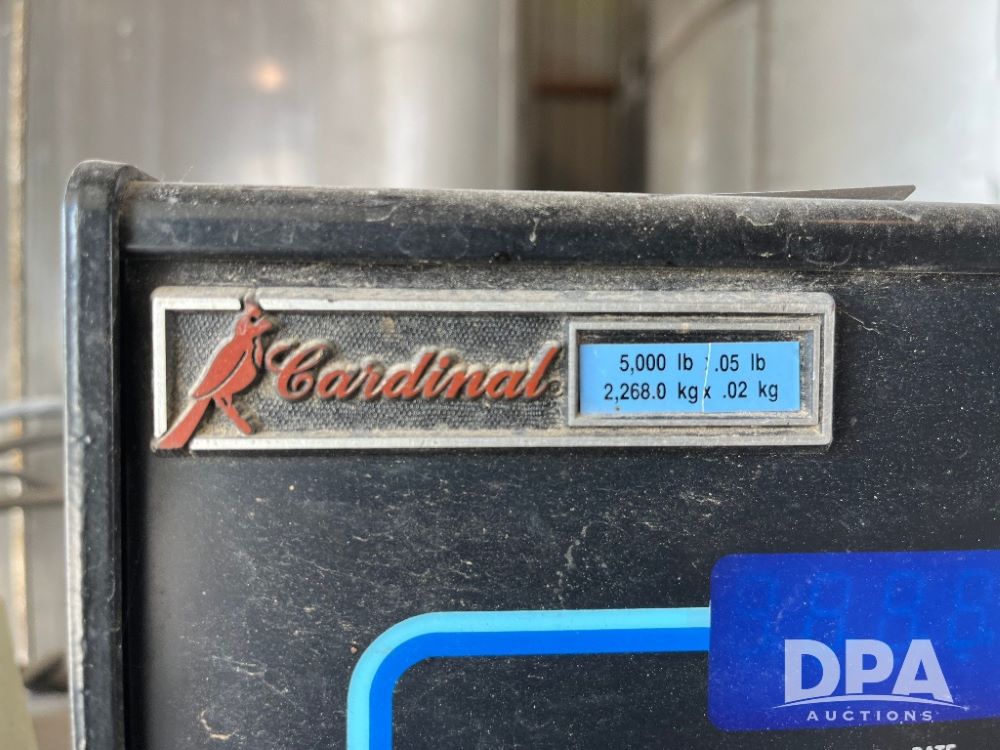 Cardinal
5,000 lb x .05 lb
2,268.0 kg x .02 kg
DPA
AUCTIONS